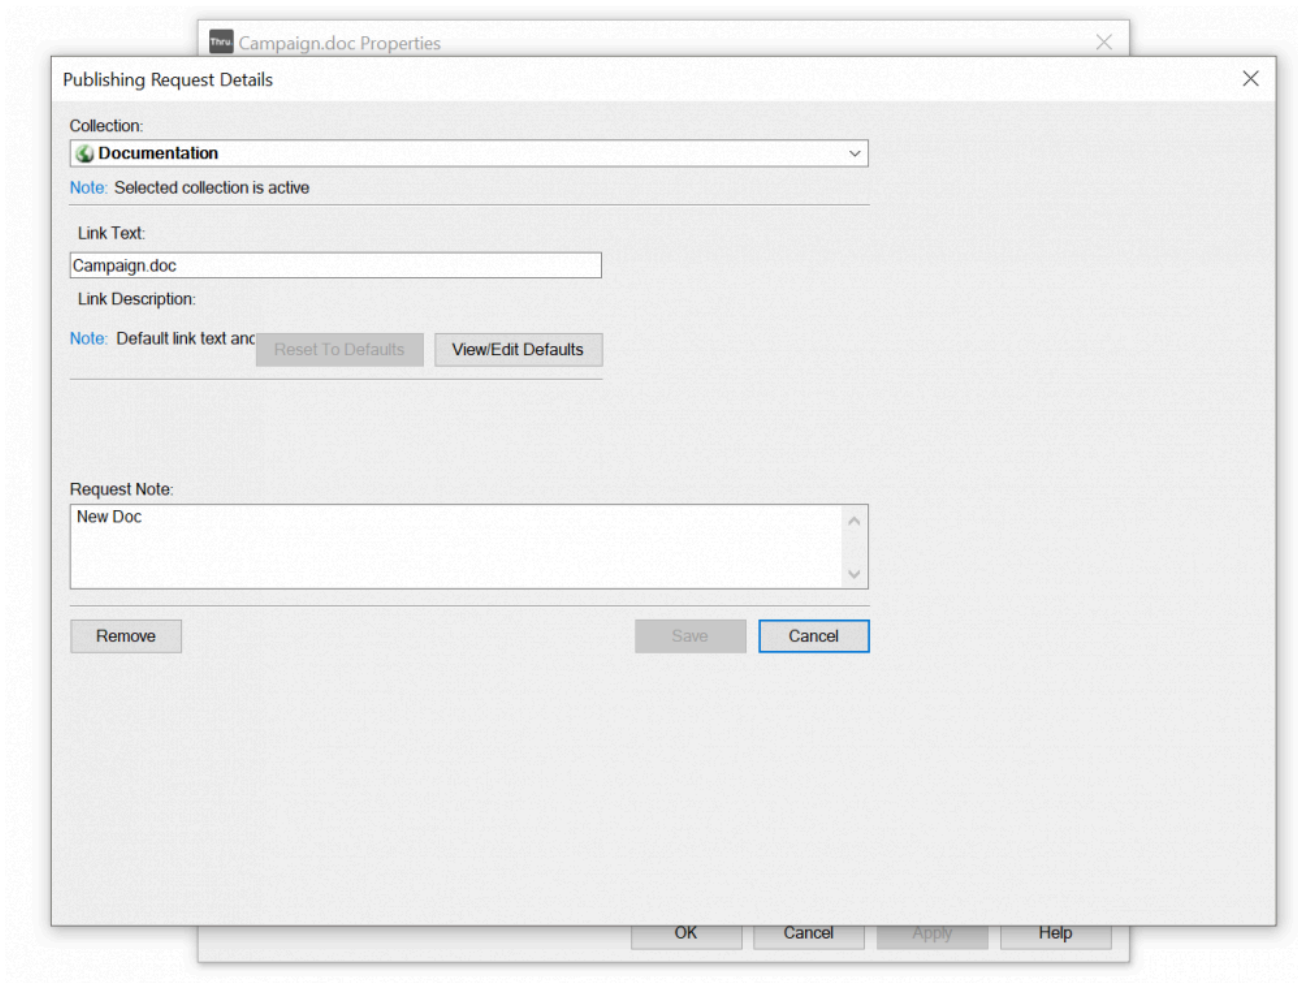 Thru Campaign.doc Properties
Publishing Request Details
Collection:
Documentation
Note: Selected collection is active
Link Text:
Campaign.doc
Link Description:
Note: Default link text and
Reset To Defaults View/Edit Defaults
Request Note:
New Doc
Remove Save Cancel
OK Cancel Apply Help